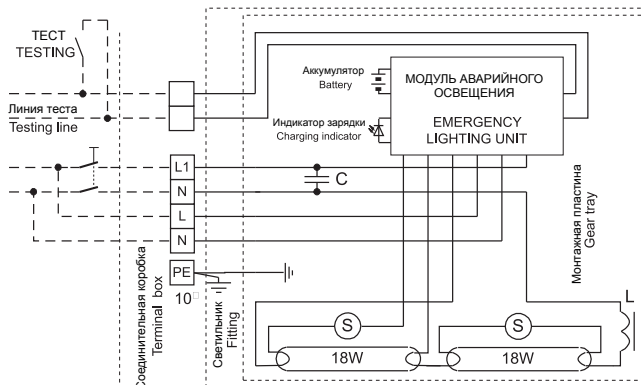 ТЕСТ
TESTING
Линия теста
Testing line
Аккумулятор
Battery
Индикатор зарядки
Charging indicator
МОДУЛЬ АВАРИЙНОГО
ОСВЕЩЕНИЯ
EMERGENCY
LIGHTING UNIT
L1
N
L
N
PE
10
C
Соединительная коробка
Terminal box
Светильник
Fitting
Монтажная пластина
Gear tray
L
S
S
18W
18W